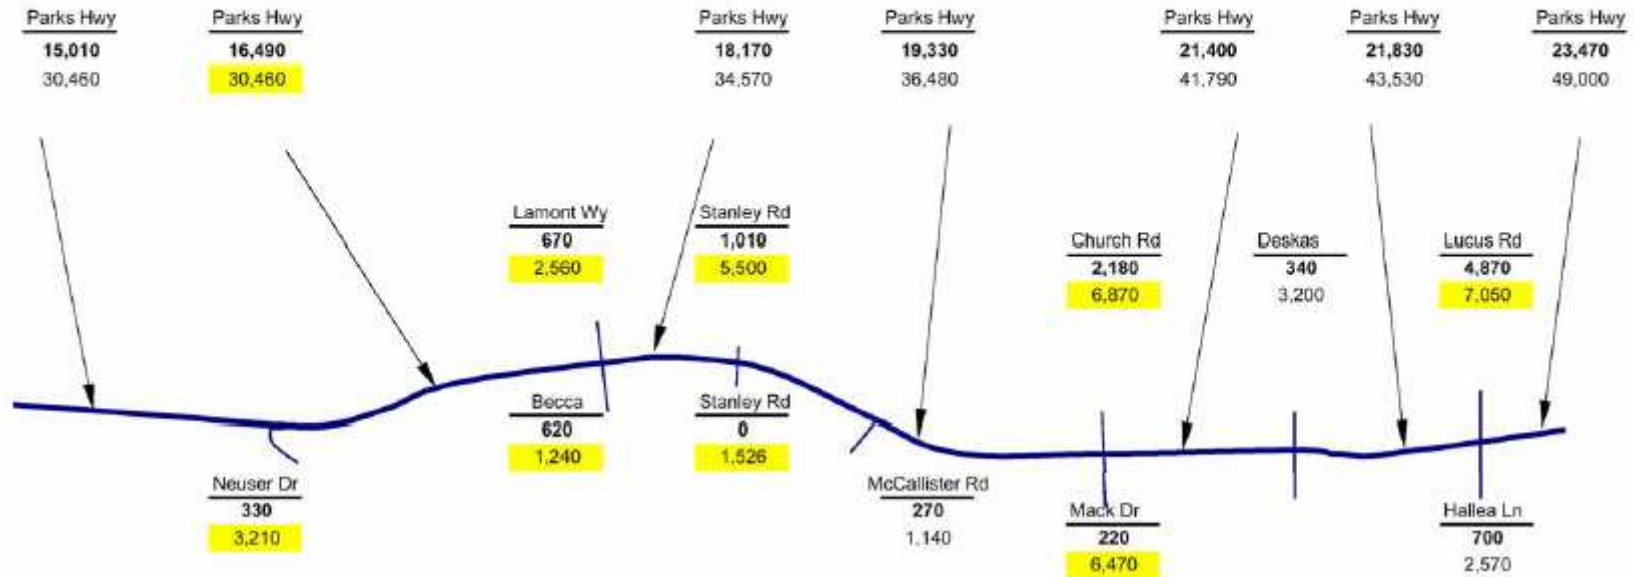 Parks Hwy Parks Hwy Parks Hwy Parks Hwy Parks Hwy Parks Hwy Parks Hwy
15,010 16,490 18,170 19,330 21,400 21,830 23,470
30,460 30,460 34,570 36,480 41,790 43,530 49,000
Lamont Wy Stanley Rd
670 1,010
2,560 5,500
Church Rd Deskas Lucus Rd
2,180 340 4,870
6,870 3,200 7,050
Becca Stanley Rd
620 0
1,240 1,526
Neuser Dr McCallister Rd
330 270
3,210 1,140
Mack Dr Hallea Ln
220 700
6,470 2,570